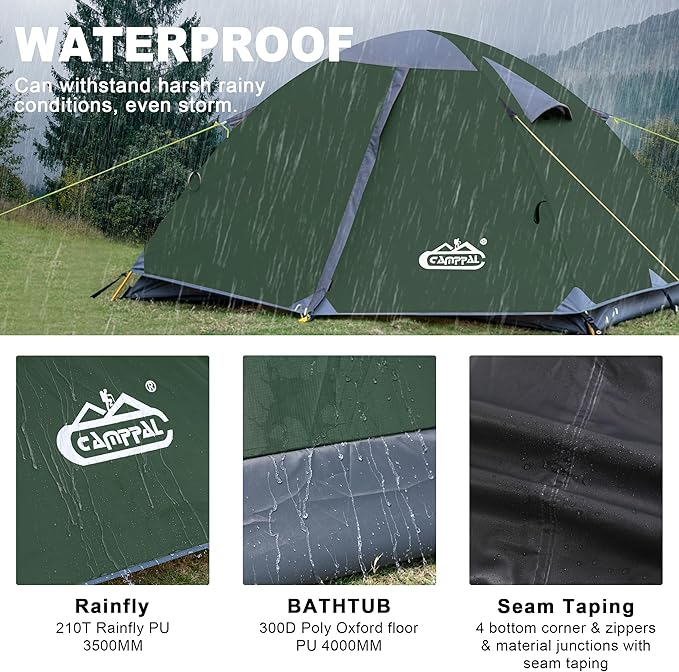 WATERPROOF
Can withstand harsh rainy
conditions, even storm.
CAMPPAL ®
CAMPPAL ®
Rainfly
210T Rainfly PU
3500MM
BATHTUB
300D Poly Oxford floor
PU 4000MM
Seam Taping
4 bottom corner & zippers
& material junctions with
seam taping